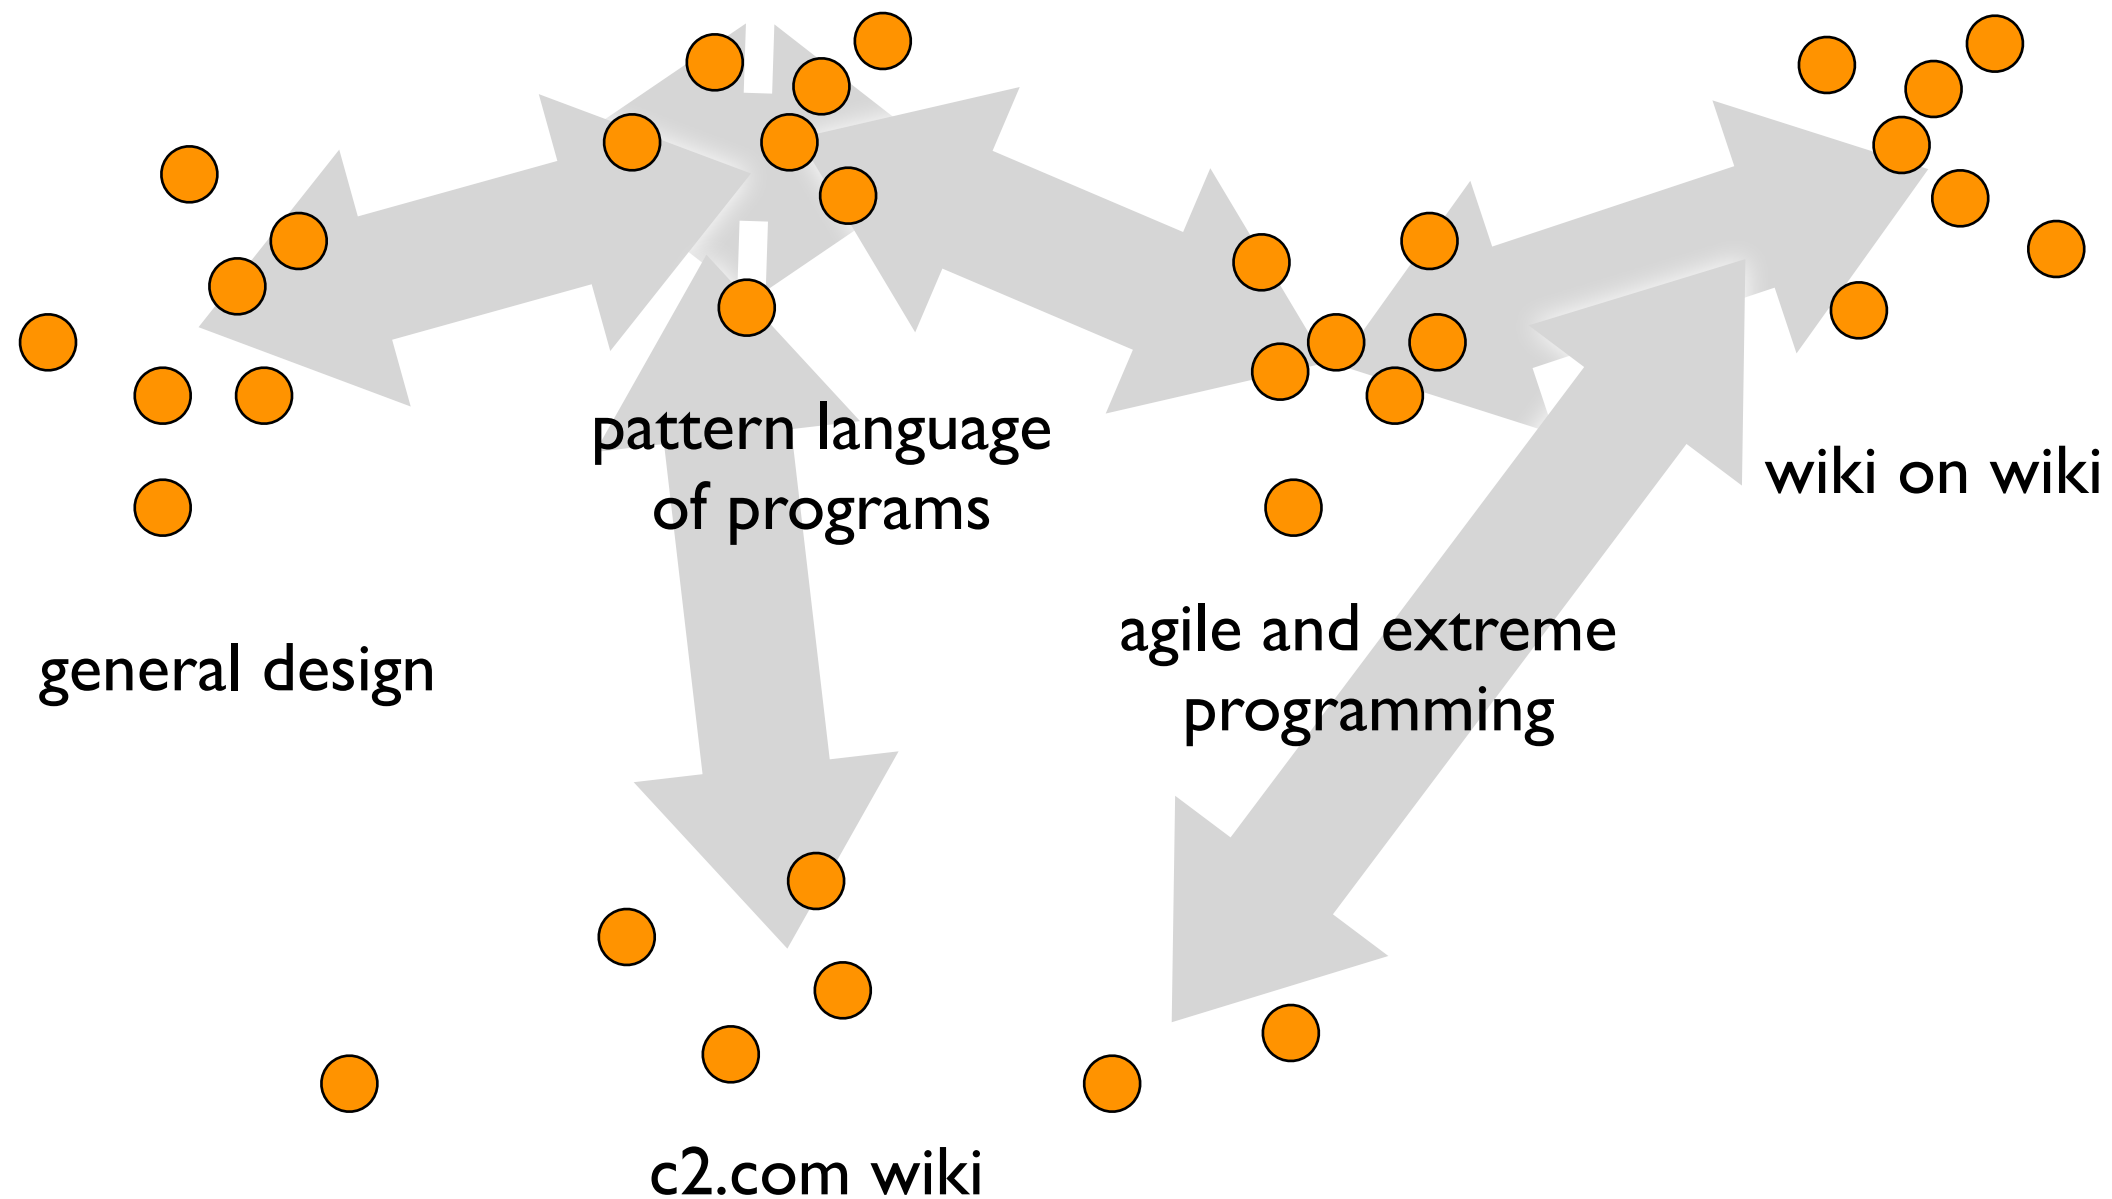 pattern language
of programs
wiki on wiki
agile and extreme
programming
general design
c2.com wiki